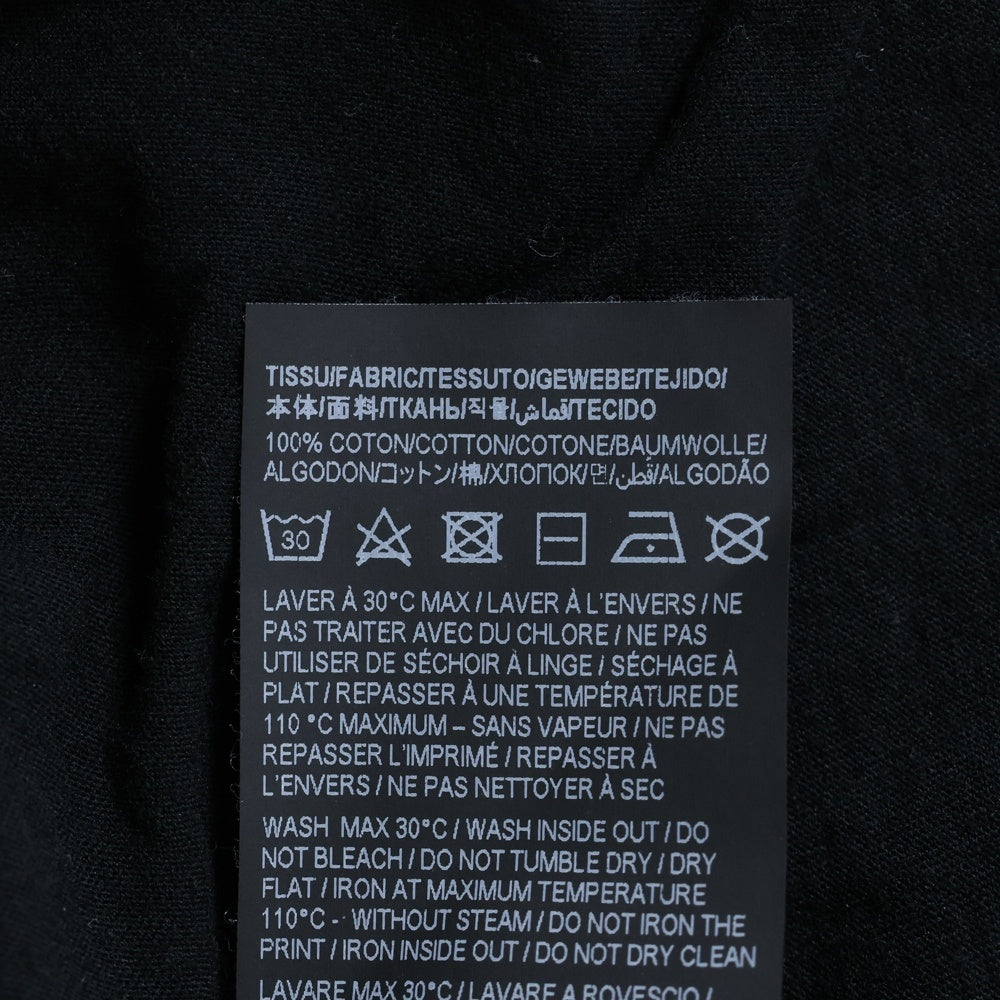 TISSU/FABRIC/TESSUTO/GEWEBE/TEJIDO/
本体/面料/ТКАНЬ/직물/قماش/TECIDO
100% COTON/COTTON/COTONE/BAUMWOLLE/
ALGODON/コットン/棉/ХЛОПОК/면/قطن/ALGODÃO
30
LAVER À 30°C MAX / LAVER À L'ENVERS / NE
PAS TRAITER AVEC DU CHLORE / NE PAS
UTILISER DE SÉCHOIR À LINGE / SÉCHAGE À
PLAT / REPASSER À UNE TEMPÉRATURE DE
110 °C MAXIMUM – SANS VAPEUR / NE PAS
REPASSER L'IMPRIMÉ / REPASSER À
L'ENVERS / NE PAS NETTOYER À SEC
WASH MAX 30°C / WASH INSIDE OUT / DO
NOT BLEACH / DO NOT TUMBLE DRY / DRY
FLAT / IRON AT MAXIMUM TEMPERATURE
110°C - WITHOUT STEAM / DO NOT IRON THE
PRINT / IRON INSIDE OUT / DO NOT DRY CLEAN
LAVARE MAX 30°C / LAVARE A ROVESCIO /